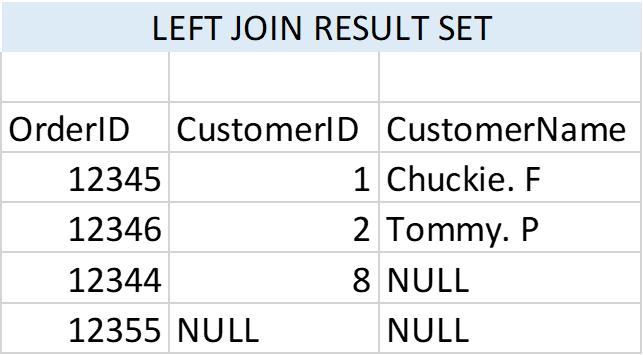 LEFT JOIN RESULT SET
OrderID CustomerID CustomerName
12345 1 Chuckie. F
12346 2 Tommy. P
12344 8 NULL
12355 NULL NULL